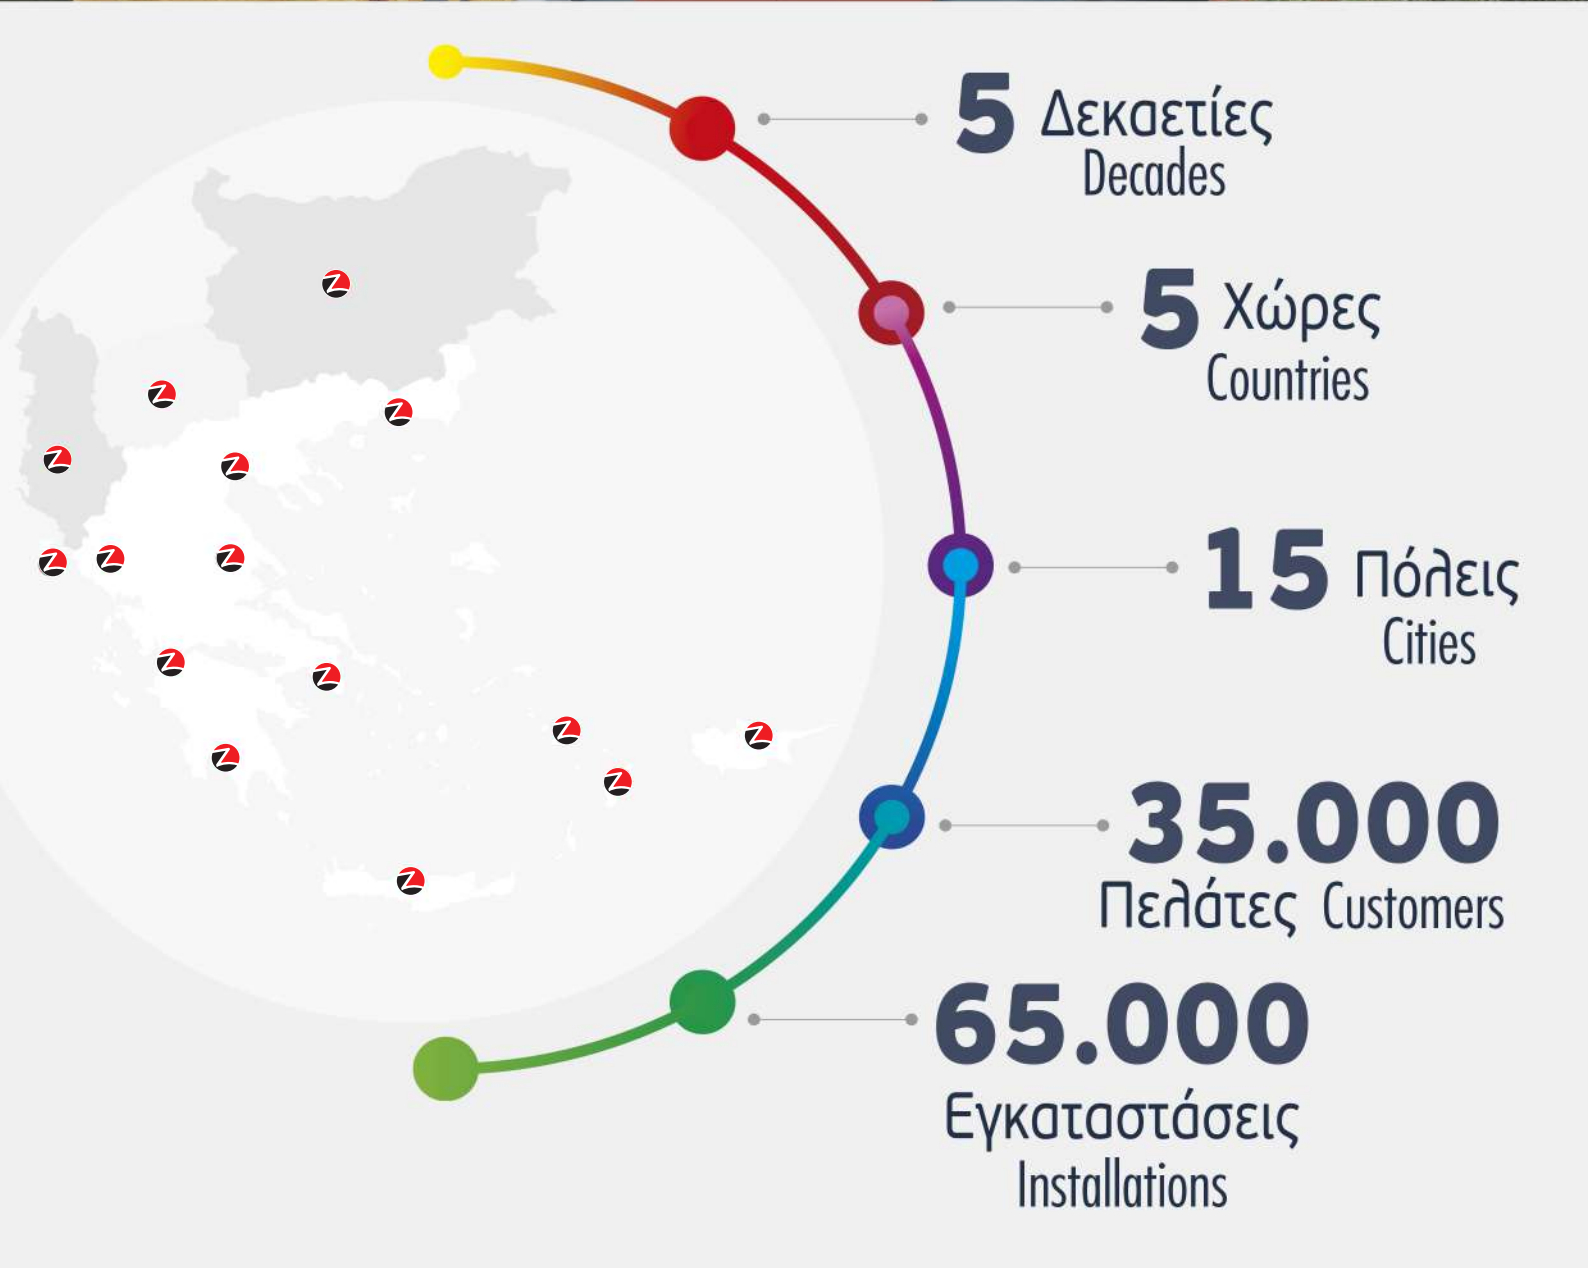 5 Δεκαετίες
Decades
5 Χώρες
Countries
15 Πόλεις
Cities
35.000
Πελάτες Customers
65.000
Εγκαταστάσεις
Installations